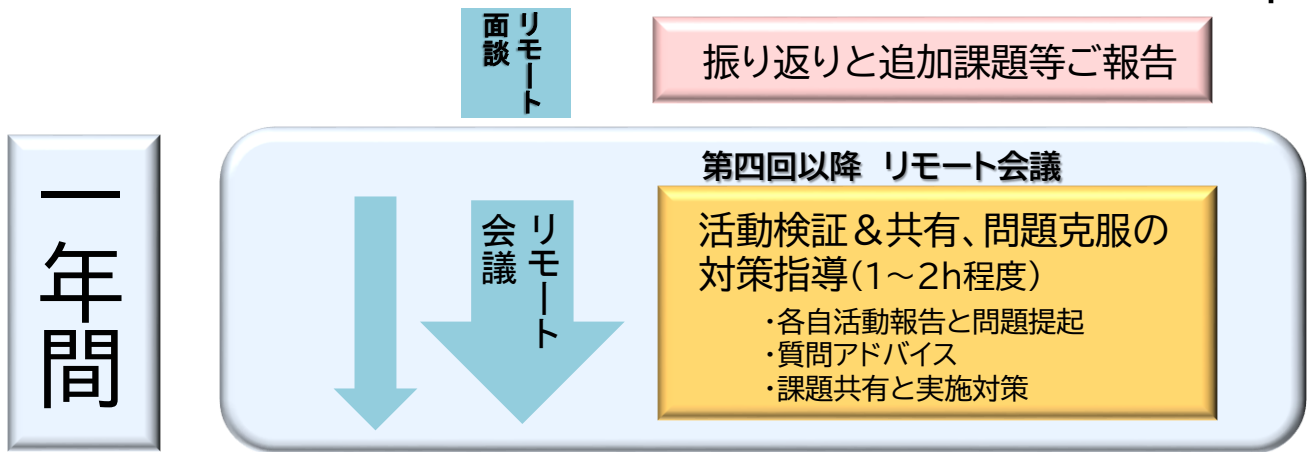 リモート
面談
振り返りと追加課題等ご報告
一年間
第四回以降 リモート会議
リモート
会議
活動検証＆共有、問題克服の
対策指導(1～2h程度)
・各自活動報告と問題提起
・質問アドバイス
・課題共有と実施対策